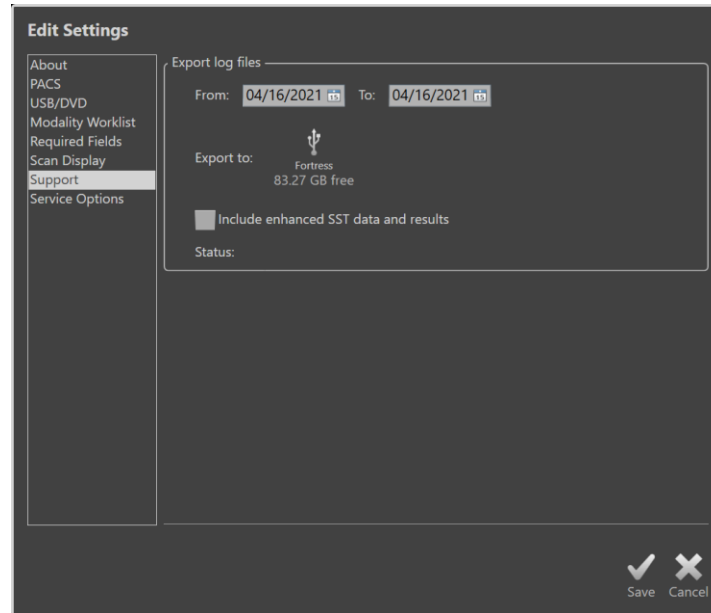 Edit Settings
About
PACS
USB/DVD
Modality Worklist
Required Fields
Scan Display
Support
Service Options
Export log files
From: 04/16/2021 15 To: 04/16/2021 15
Export to:
Fortress
83.27 GB free
Include enhanced SST data and results
Status:
Save Cancel